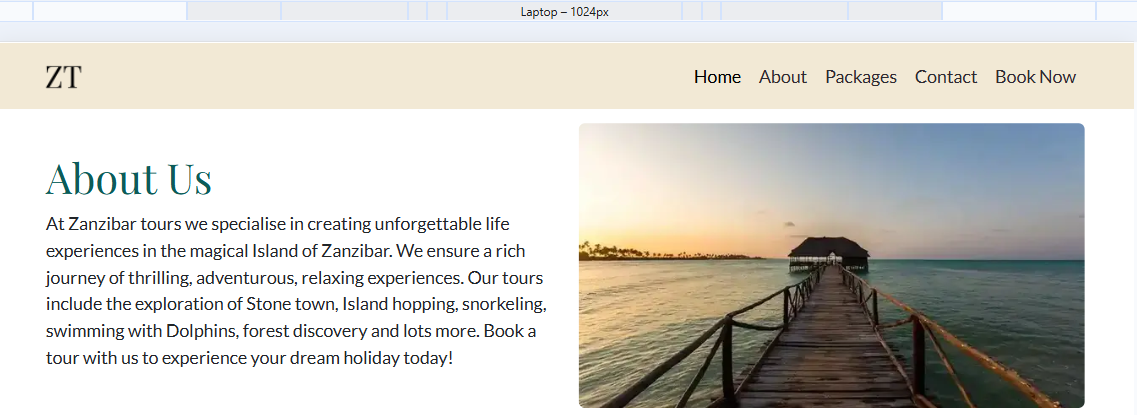 Laptop – 1024px
ZT
Home About Packages Contact Book Now
About Us
At Zanzibar tours we specialise in creating unforgettable life
experiences in the magical Island of Zanzibar. We ensure a rich
journey of thrilling, adventurous, relaxing experiences. Our tours
include the exploration of Stone town, Island hopping, snorkeling,
swimming with Dolphins, forest discovery and lots more. Book a
tour with us to experience your dream holiday today!